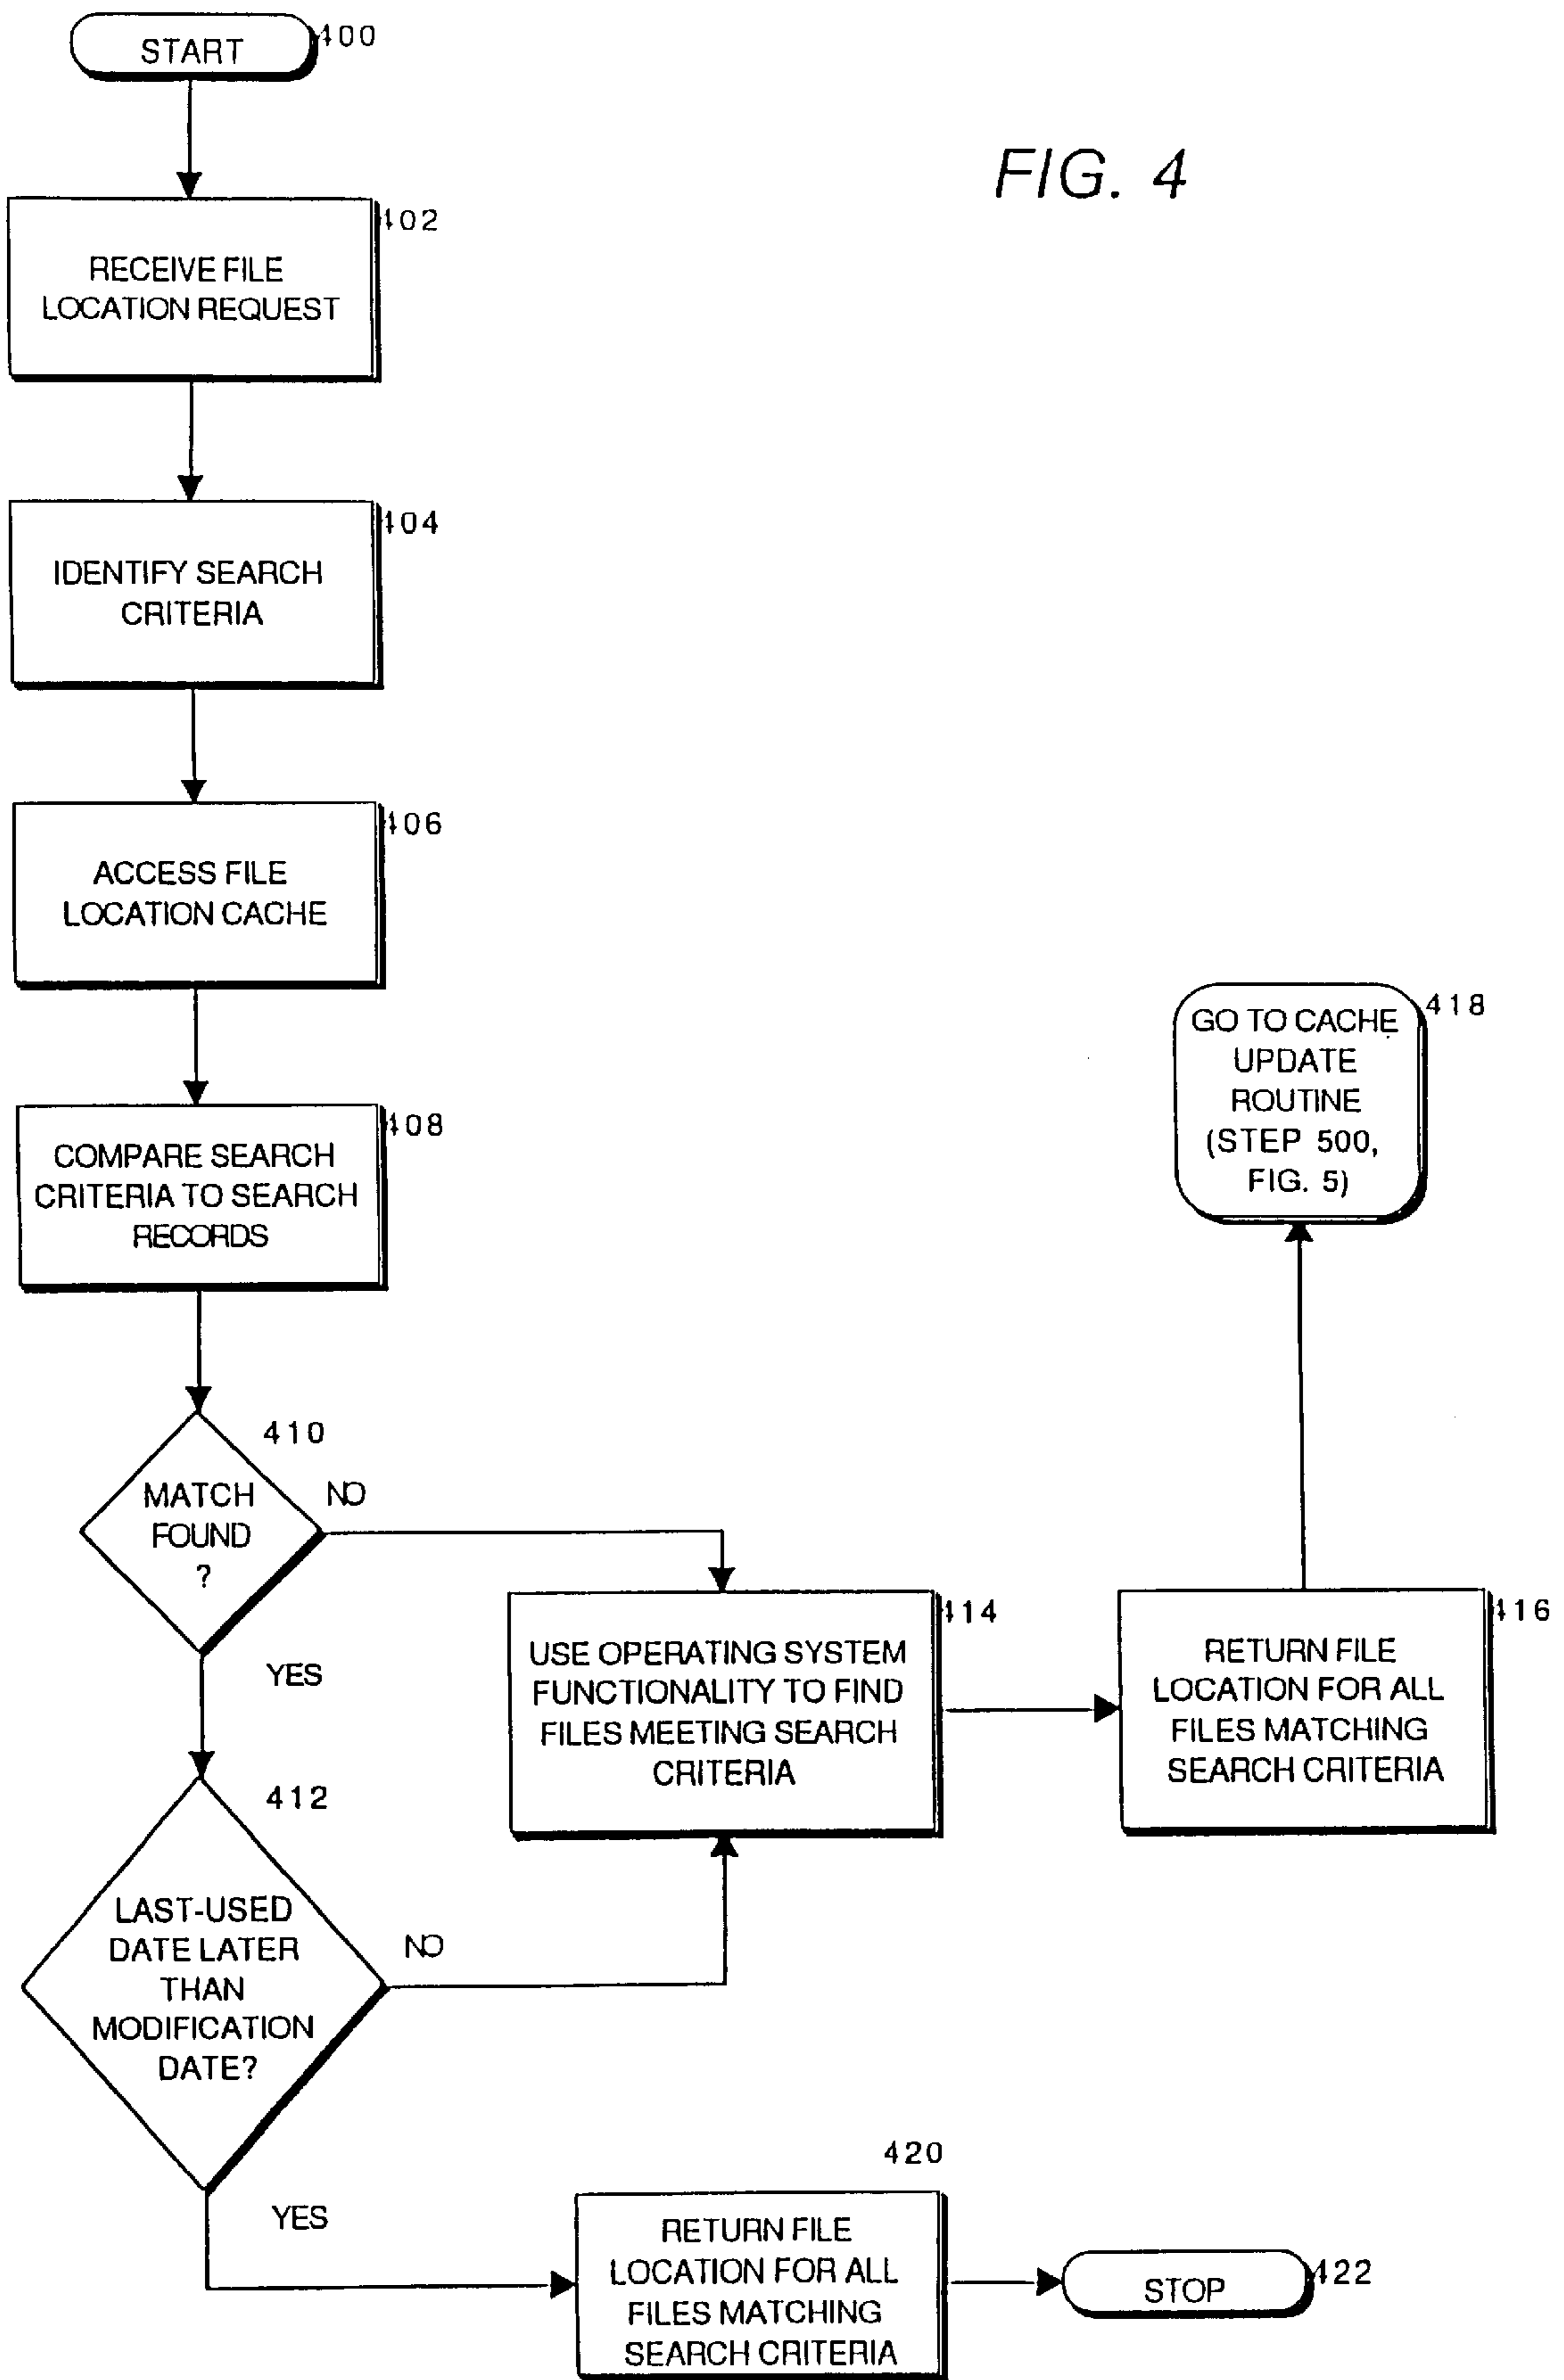 START
400
FIG. 4
402
RECEIVE FILE
LOCATION REQUEST
404
IDENTIFY SEARCH
CRITERIA
406
ACCESS FILE
LOCATION CACHE
408
COMPARE SEARCH
CRITERIA TO SEARCH
RECORDS
418
GO TO CACHE
UPDATE
ROUTINE
(STEP 500,
FIG. 5)
410
MATCH
FOUND
?
NO
YES
414
USE OPERATING SYSTEM
FUNCTIONALITY TO FIND
FILES MEETING SEARCH
CRITERIA
416
RETURN FILE
LOCATION FOR ALL
FILES MATCHING
SEARCH CRITERIA
412
LAST-USED
DATE LATER
THAN
MODIFICATION
DATE?
NO
YES
420
RETURN FILE
LOCATION FOR ALL
FILES MATCHING
SEARCH CRITERIA
STOP
422